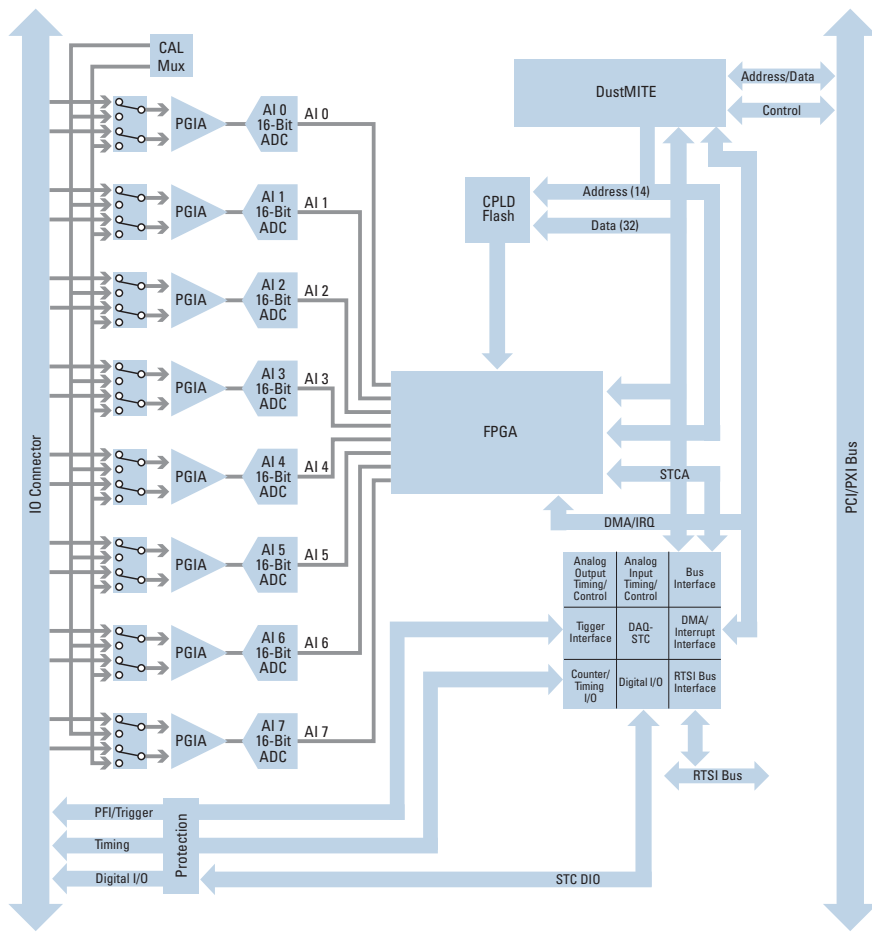 CAL
Mux
DustMITE
Address/Data
Control
PGIA
AI 0
16-Bit
ADC
AI 0
PGIA
AI 1
16-Bit
ADC
AI 1
CPLD
Flash
Address (14)
Data (32)
PGIA
AI 2
16-Bit
ADC
AI 2
PGIA
AI 3
16-Bit
ADC
AI 3
FPGA
IO Connector
PCI/PXI Bus
PGIA
AI 4
16-Bit
ADC
AI 4
STCA
DMA/IRQ
PGIA
AI 5
16-Bit
ADC
AI 5
Analog
Output
Timing/
Control
Analog
Input
Timing/
Control
Bus
Interface
Tigger
Interface
DAQ-
STC
DMA/
Interrupt
Interface
PGIA
AI 6
16-Bit
ADC
AI 6
Counter/
Timing
I/O
Digital I/O
RTSI Bus
Interface
PGIA
AI 7
16-Bit
ADC
AI 7
RTSI Bus
PFI/Trigger
Timing
Digital I/O
Protection
STC DIO